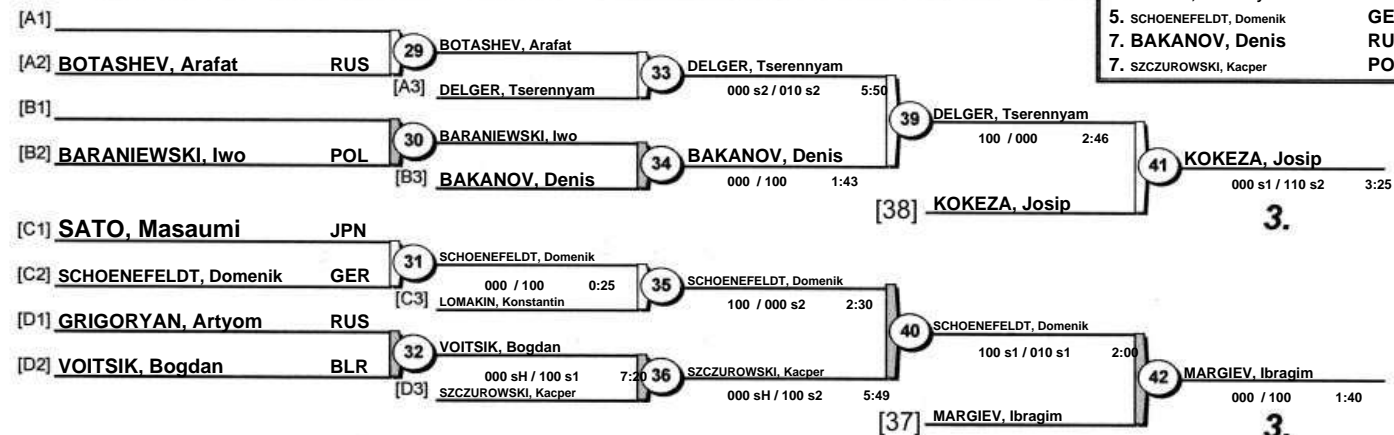 [A1]
[A2] BOTASHEV, Arafat RUS
29
BOTASHEV, Arafat
[A3] DELGER, Tserennyam
33
DELGER, Tserennyam
000 s2 / 010 s2 5:50
[B1]
[B2] BARANIEWSKI, Iwo POL
30
BARANIEWSKI, Iwo
[B3] BAKANOV, Denis
34
BAKANOV, Denis
000 / 100 1:43
39
DELGER, Tserennyam
100 / 000 2:46
[38] KOKEZA, Josip
41
KOKEZA, Josip
000 s1 / 110 s2 3:25
3.
[C1] SATO, Masaumi JPN
[C2] SCHOENEFELDT, Domenik GER
31
SCHOENEFELDT, Domenik
000 / 100 0:25
[C3] LOMAKIN, Konstantin
35
SCHOENEFELDT, Domenik
100 / 000 s2 2:30
[D1] GRIGORYAN, Artyom RUS
[D2] VOITSIK, Bogdan BLR
32
VOITSIK, Bogdan
000 sH / 100 s1 7:20
[D3] SZCZUROWSKI, Kacper
36
SZCZUROWSKI, Kacper
000 sH / 100 s2 5:49
40
SCHOENEFELDT, Domenik
100 s1 / 010 s1 2:00
[37] MARGIEV, Ibragim
42
MARGIEV, Ibragim
000 / 100 1:40
3.
5. SCHOENEFELDT, Domenik GE
7. BAKANOV, Denis RU
7. SZCZUROWSKI, Kacper PO